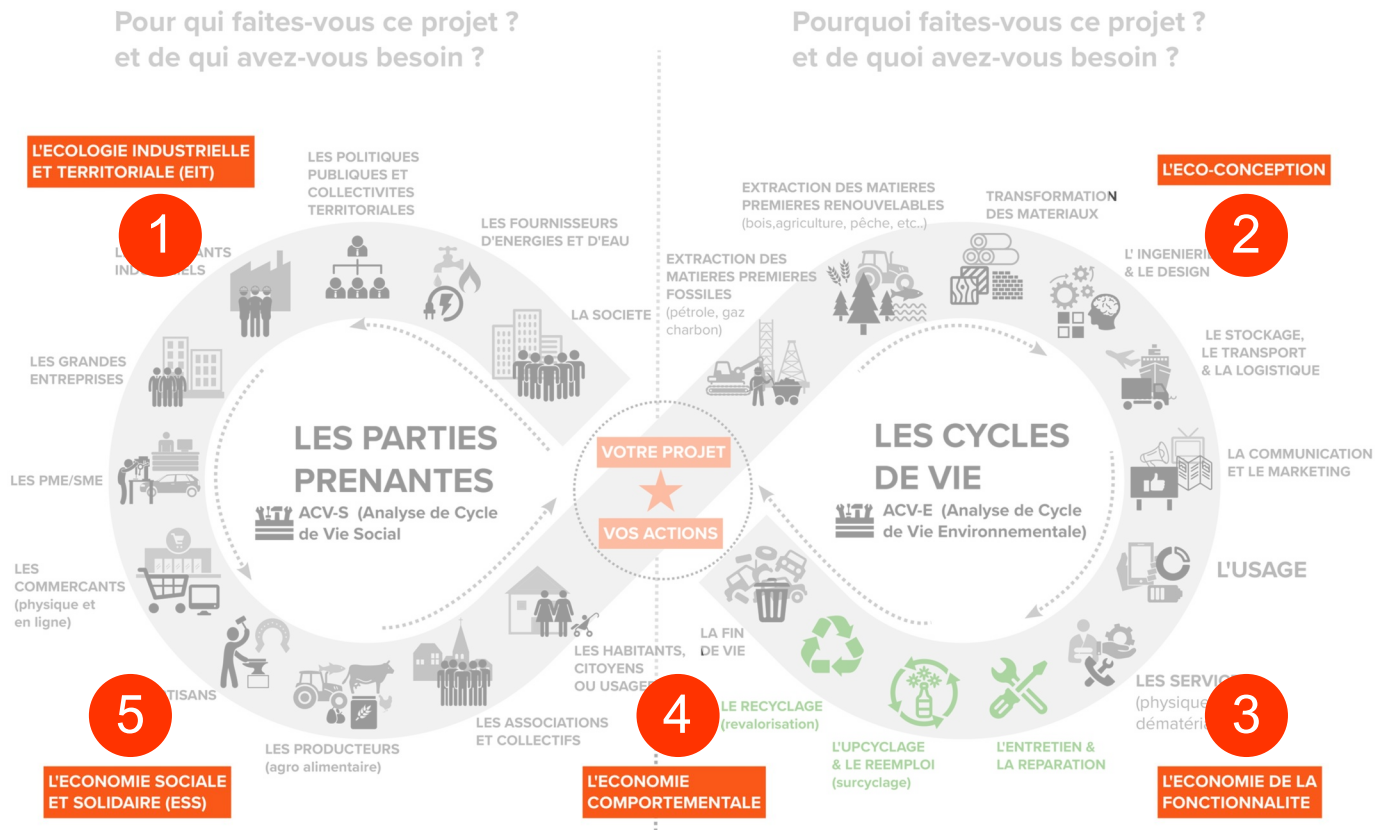 Pour qui faites-vous ce projet ?
et de qui avez-vous besoin ?
Pourquoi faites-vous ce projet ?
et de quoi avez-vous besoin ?
L'ECOLOGIE INDUSTRIELLE
ET TERRITORIALE (EIT)
1
LES POLITIQUES
PUBLIQUES ET
COLLECTIVITES
TERRITORIALES
LES FOURNISSEURS
D'ENERGIES ET D'EAU
LA SOCIETE
LES GRANDES
ENTREPRISES
LES PME/SME
LES
COMMERCANTS
(physique et
en ligne)
LES PARTIES
PRENANTES
ACV-S (Analyse de Cycle
de Vie Social
5
L'ECONOMIE SOCIALE
ET SOLIDAIRE (ESS)
LES PRODUCTEURS
(agro alimentaire)
LES ASSOCIATIONS
ET COLLECTIFS
LES HABITANTS,
CITOYENS
OU USAGE
VOTRE PROJET
VOS ACTIONS
4
L'ECONOMIE
COMPORTEMENTALE
EXTRACTION DES
MATIERES PREMIERES
FOSSILES
(pétrole, gaz
charbon)
EXTRACTION DES MATIERES
PREMIERES RENOUVELABLES
(bois,agriculture, pêche, etc..)
TRANSFORMATION
DES MATERIAUX
L'ECO-CONCEPTION
2
L' INGENIERIE
& LE DESIGN
LE STOCKAGE,
LE TRANSPORT
& LA LOGISTIQUE
LA COMMUNICATION
ET LE MARKETING
L'USAGE
LES CYCLES
DE VIE
ACV-E (Analyse de Cycle
de Vie Environnementale)
LES
(physique
3
L'ECONOMIE DE LA
FONCTIONNALITE
L'ENTRETIEN &
LA REPARATION
L'UPCYCLAGE
& LE REEMPLOI
(surcyclage)
LE RECYCLAGE
(revalorisation)
LA FIN
DE VIE